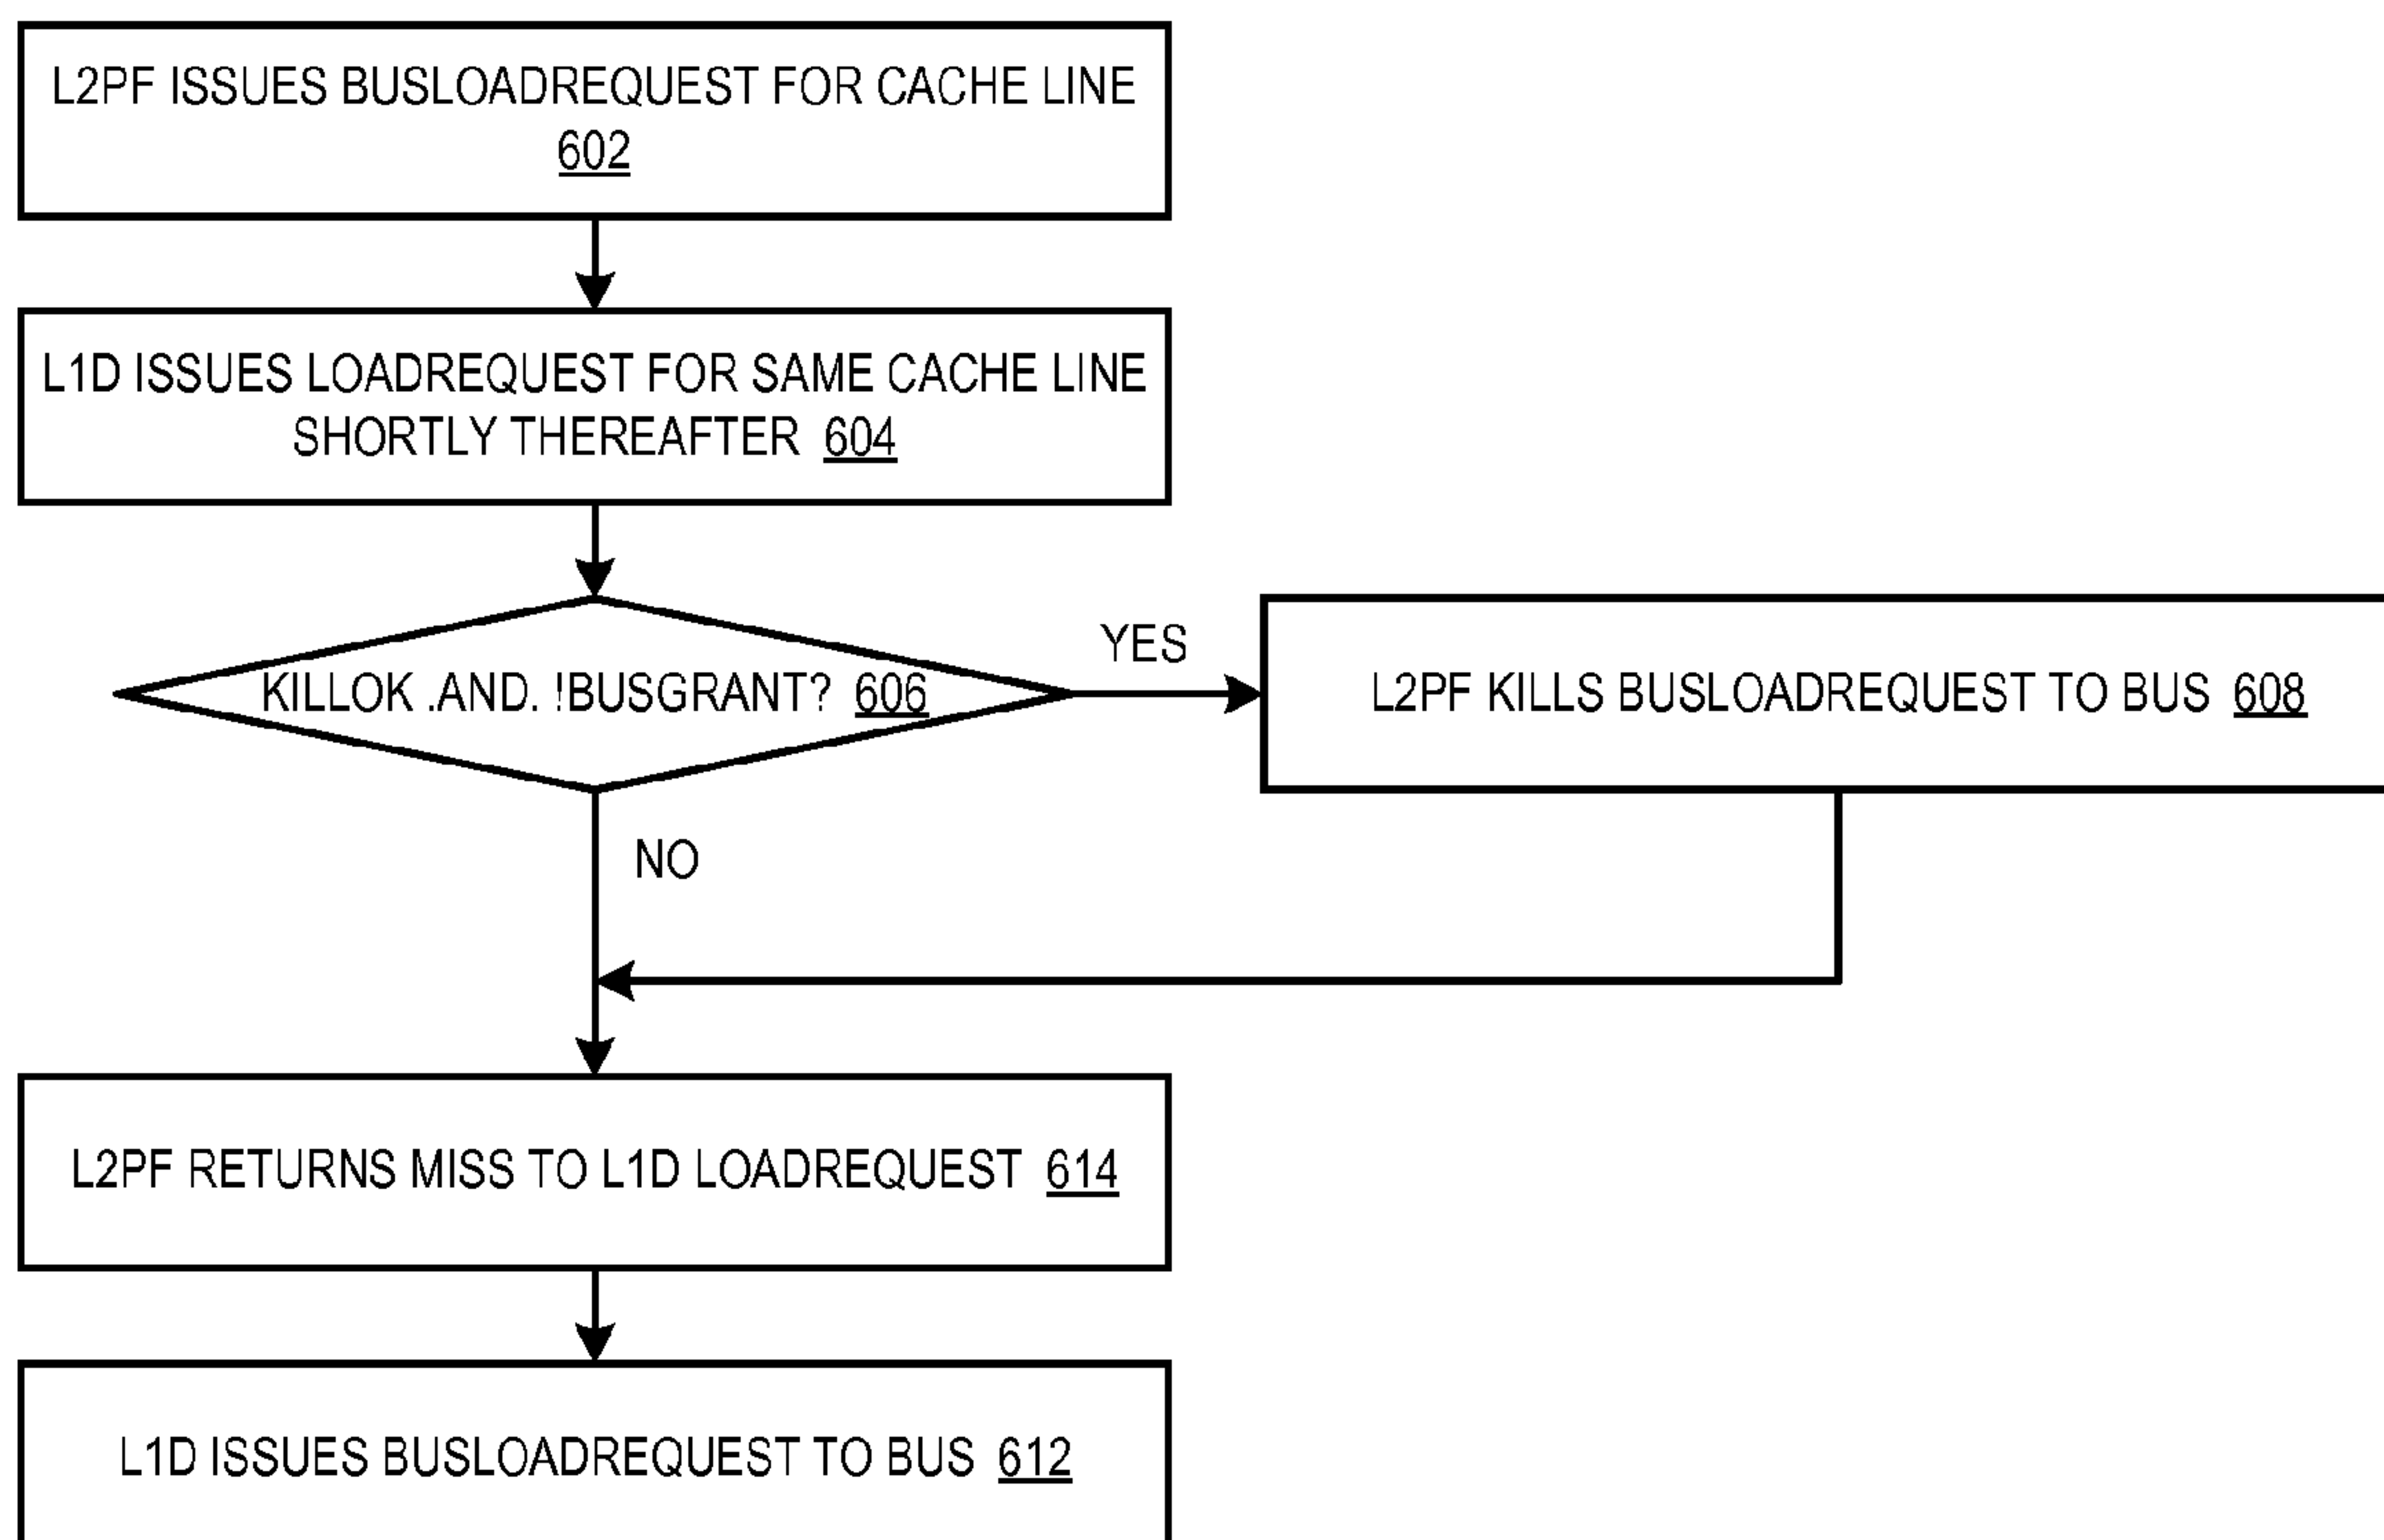 L2PF ISSUES BUSLOADREQUEST FOR CACHE LINE
602
L1D ISSUES LOADREQUEST FOR SAME CACHE LINE
SHORTLY THEREAFTER 604
KILLOK .AND. !BUSGRANT? 606
YES
L2PF KILLS BUSLOADREQUEST TO BUS 608
NO
L2PF RETURNS MISS TO L1D LOADREQUEST 614
L1D ISSUES BUSLOADREQUEST TO BUS 612